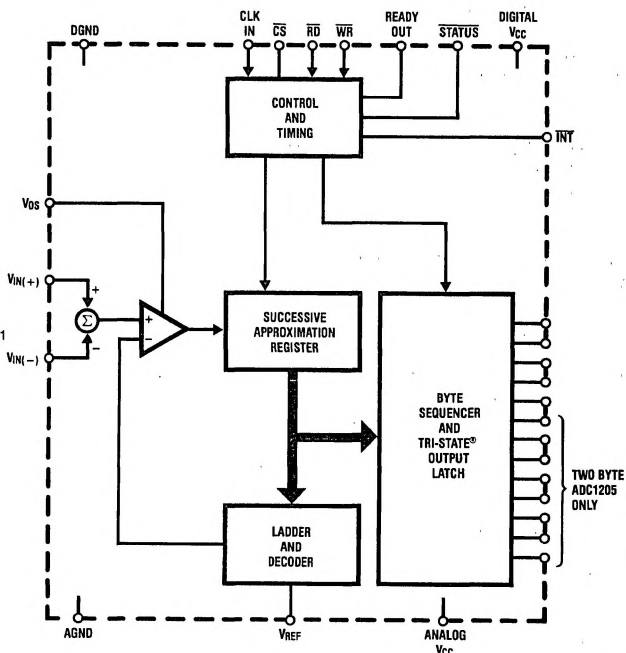 DGND
CLK
IN
CS
RD
WR
READY
OUT
STATUS
DIGITAL
VCC
CONTROL
AND
TIMING
INT
VOS
VIN(+)
+
Σ
+
−
SUCCESSIVE
APPROXIMATION
REGISTER
1
VIN(−)
−
BYTE
SEQUENCER
AND
TRI-STATE®
OUTPUT
LATCH
TWO BYTE
ADC1205
ONLY
LADDER
AND
DECODER
AGND
VREF
ANALOG
VCC